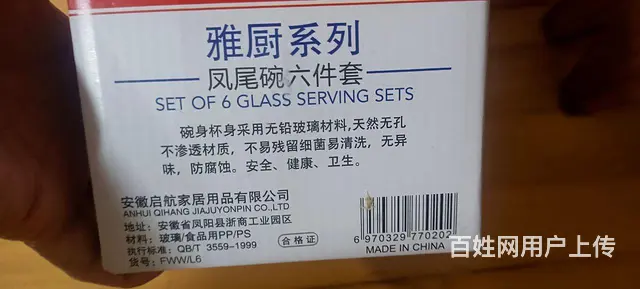 雅厨系列
凤尾碗六件套
SET OF 6 GLASS SERVING SETS
碗身杯身采用无铅玻璃材料,天然无孔
不渗透材质，不易残留细菌易清洗，无异
味，防腐蚀。安全、健康、卫生。
安徽启航家居用品有限公司
ANHUI QIHANG JIAJUYONPIN CO.,LTD
地址：安徽省凤阳县浙商工业园区
材料：玻璃/食品用PP/PS
执行标准：QB/T 3559-1999
货号：FWW/L6
合格证
6 970329 770202
MADE IN CHINA
百姓网用户上传